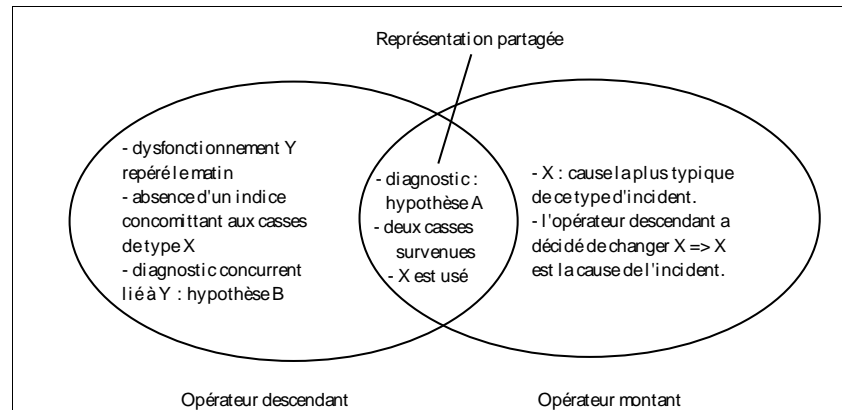 Représentation partagée
- dysfonctionnement Y
repéré le matin
- absence d'un indice
concomitant aux casses
de type X
- diagnostic concurrent
lié à Y : hypothèse B
- diagnostic :
hypothèse A
- deux casses
survenues
- X est usé
- X : cause la plus typique
de ce type d'incident.
- l'opérateur descendant a
décidé de changer X => X
est la cause de l'incident.
Opérateur descendant
Opérateur montant